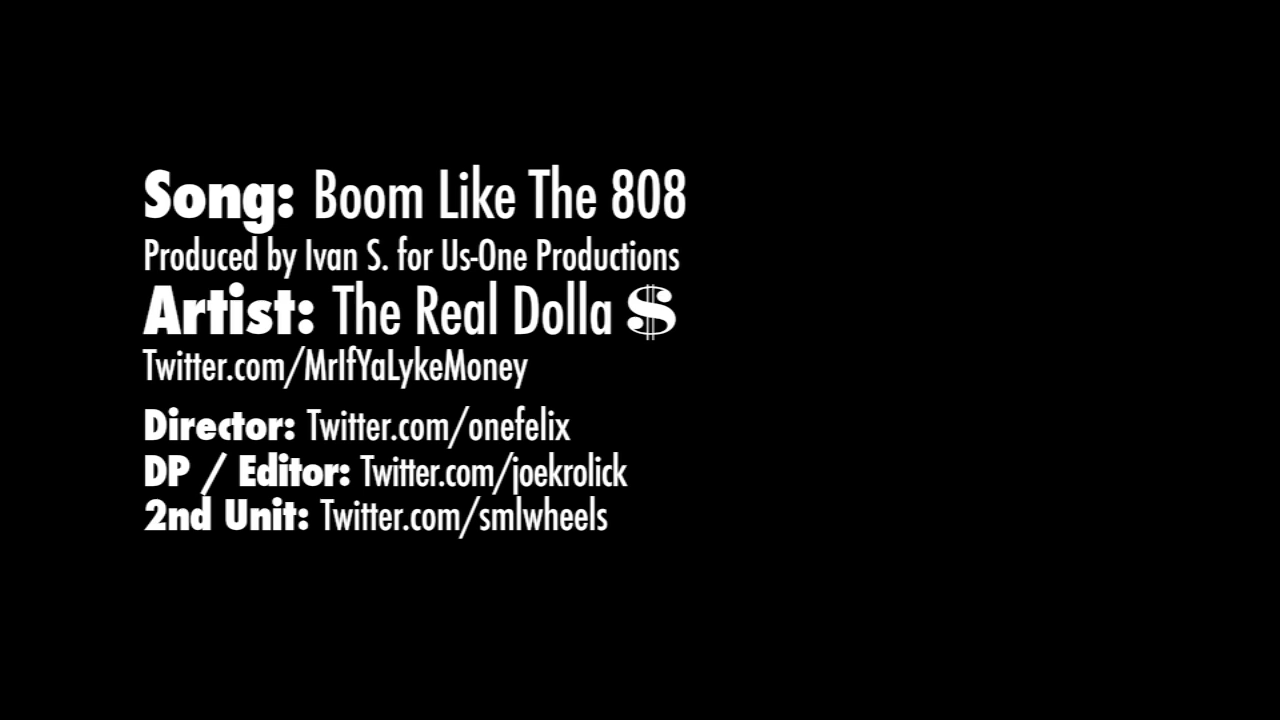 Song: Boom Like The 808
Produced by Ivan S. for Us-One Productions
Artist: The Real Dolla $
Twitter.com/MrIfYaLykeMoney
Director: Twitter.com/onefelix
DP / Editor: Twitter.com/joekrolick
2nd Unit: Twitter.com/smlwheels